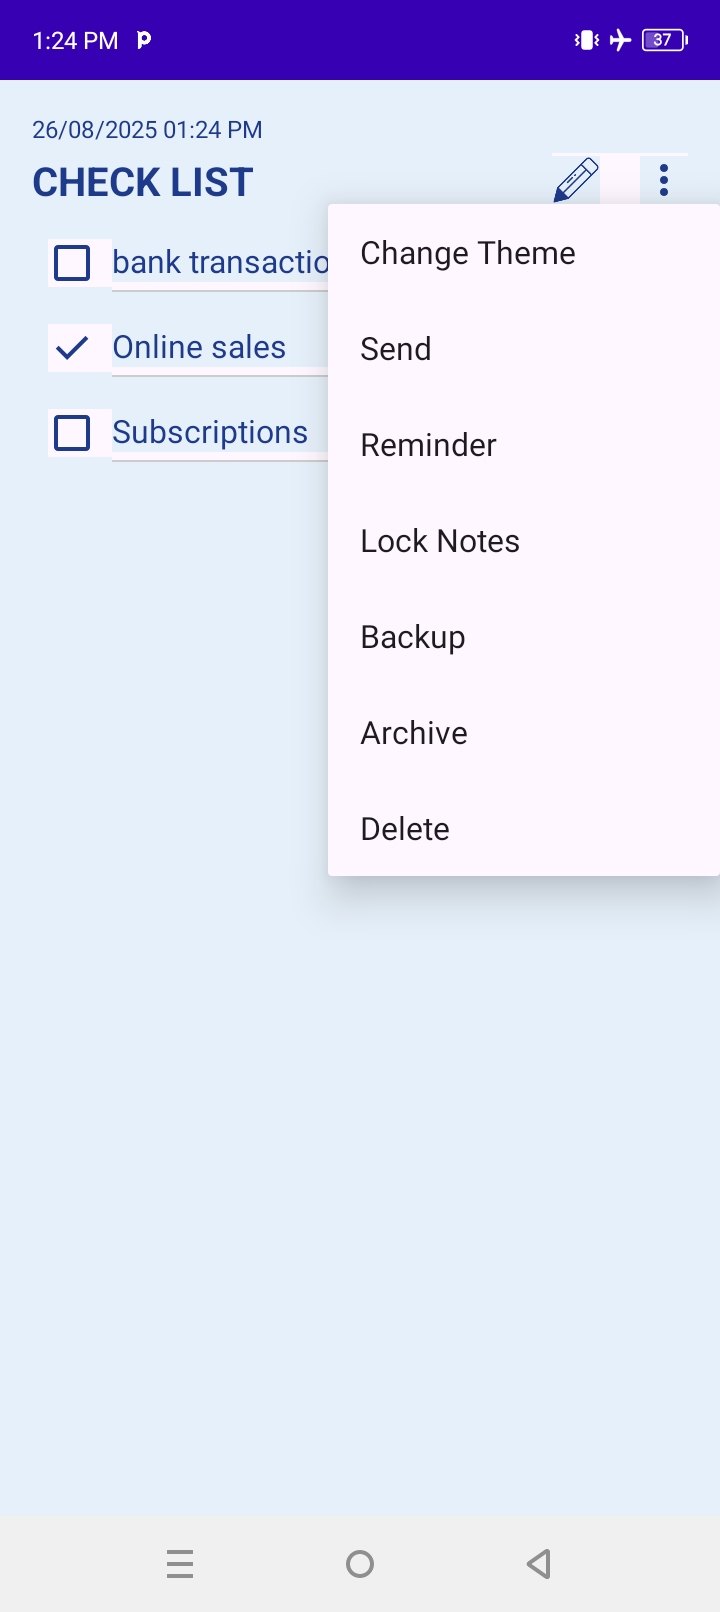 1:24 PM
37
26/08/2025 01:24 PM
CHECK LIST
bank transactio
Online sales
Subscriptions
Change Theme
Send
Reminder
Lock Notes
Backup
Archive
Delete